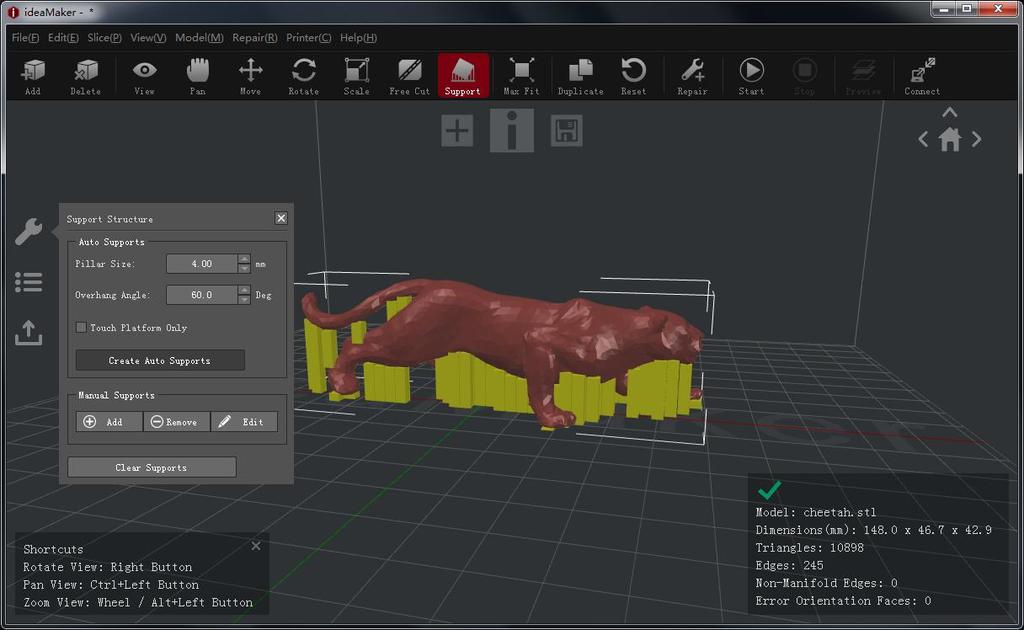 ideaMaker - *
File(F) Edit(E) Slice(P) View(V) Model(M) Repair(R) Printer(C) Help(H)
Add Delete View Pan Move Rotate Scale Free Cut Support Max Fit Duplicate Reset Repair Start Stop Preview Connect
Support Structure
Auto Supports
Pillar Size: 4.00 mm
Overhang Angle: 60.0 Deg
Touch Platform Only
Create Auto Supports
Manual Supports
Add Remove Edit
Clear Supports
Shortcuts
Rotate View: Right Button
Pan View: Ctrl+Left Button
Zoom View: Wheel / Alt+Left Button
Model: cheetah.stl
Dimensions(mm): 148.0 x 46.7 x 42.9
Triangles: 10898
Edges: 245
Non-Manifold Edges: 0
Error Orientation Faces: 0